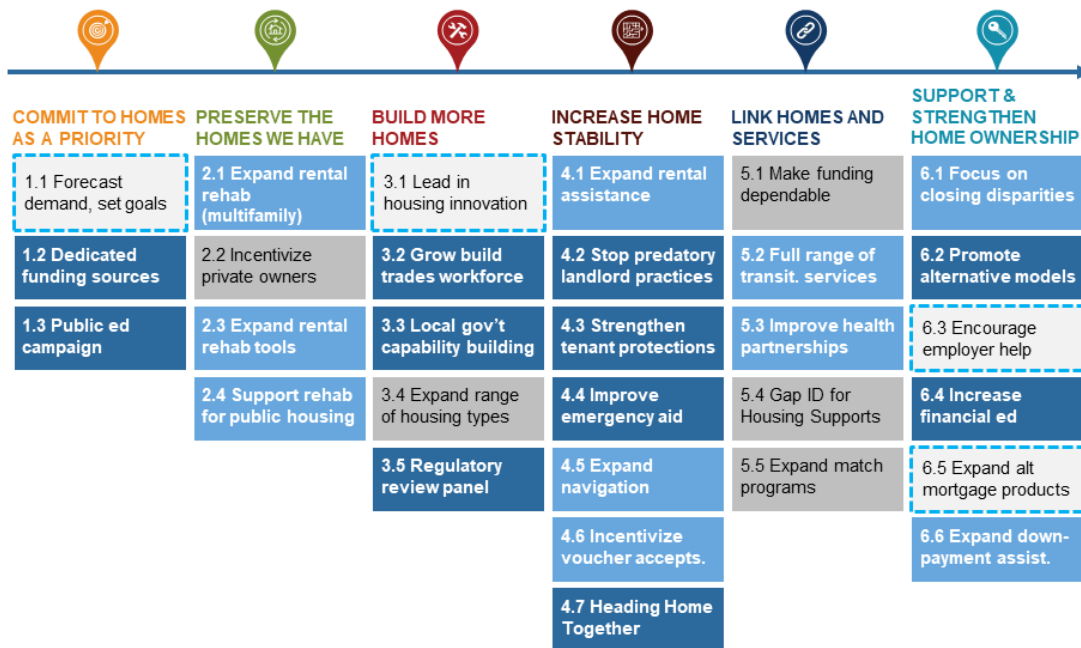 COMMIT TO HOMES
AS A PRIORITY
1.1 Forecast
demand, set goals
1.2 Dedicated
funding sources
1.3 Public ed
campaign
PRESERVE THE
HOMES WE HAVE
2.1 Expand rental
rehab
(multifamily)
2.2 Incentivize
private owners
2.3 Expand rental
rehab tools
2.4 Support rehab
for public housing
BUILD MORE
HOMES
3.1 Lead in
housing innovation
3.2 Grow build
trades workforce
3.3 Local gov’t
capability building
3.4 Expand range
of housing types
3.5 Regulatory
review panel
INCREASE HOME
STABILITY
4.1 Expand rental
assistance
4.2 Stop predatory
landlord practices
4.3 Strengthen
tenant protections
4.4 Improve
emergency aid
4.5 Expand
navigation
4.6 Incentivize
voucher accepts.
4.7 Heading Home
Together
LINK HOMES AND
SERVICES
5.1 Make funding
dependable
5.2 Full range of
transit. services
5.3 Improve health
partnerships
5.4 Gap ID for
Housing Supports
5.5 Expand match
programs
SUPPORT &
STRENGTHEN
HOME OWNERSHIP
6.1 Focus on
closing disparities
6.2 Promote
alternative models
6.3 Encourage
employer help
6.4 Increase
financial ed
6.5 Expand alt
mortgage products
6.6 Expand down-
payment assist.